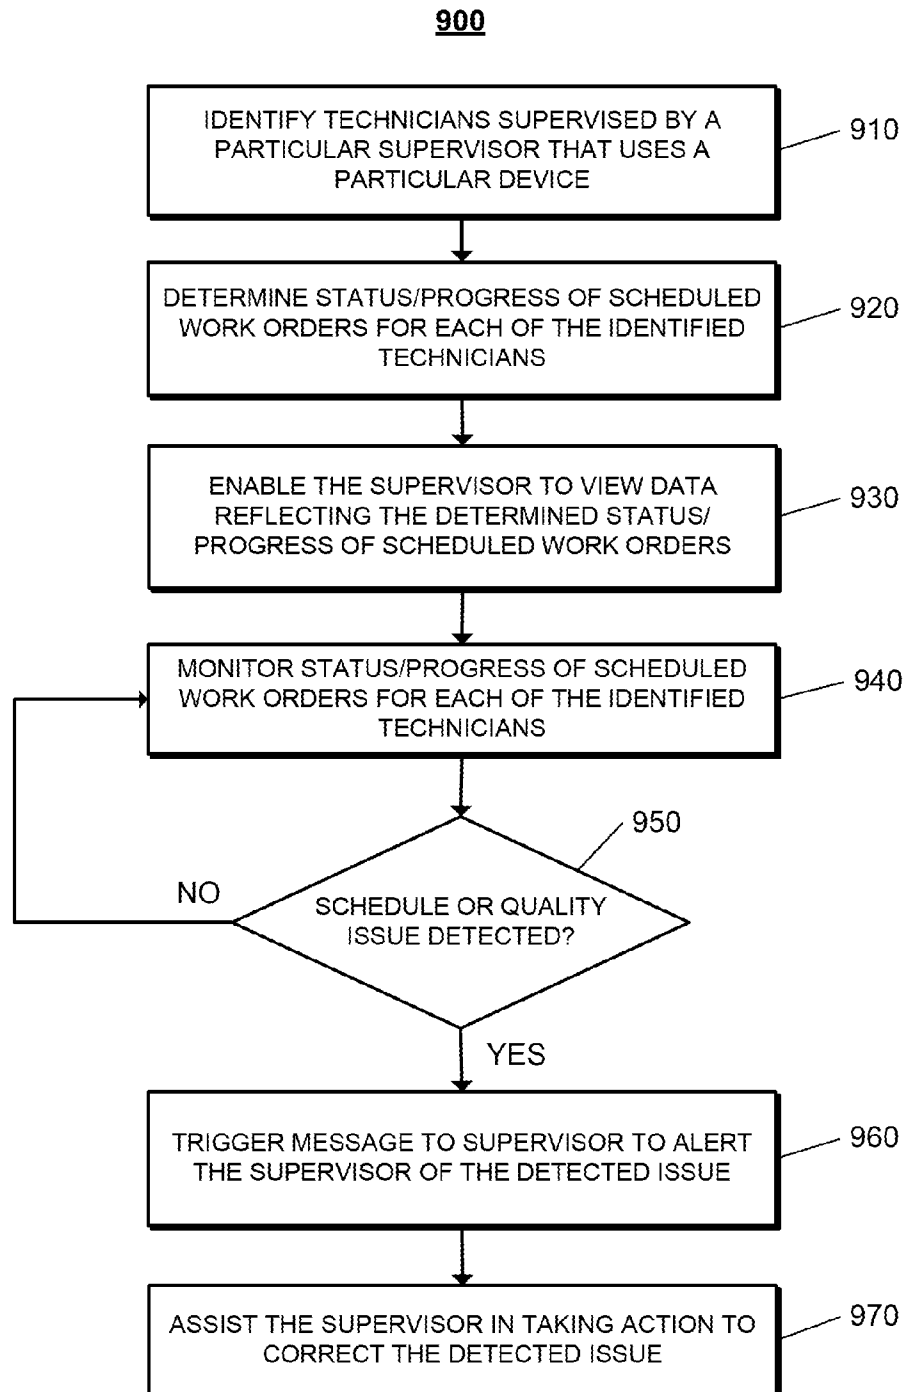 900
IDENTIFY TECHNICIANS SUPERVISED BY A
PARTICULAR SUPERVISOR THAT USES A
PARTICULAR DEVICE
910
DETERMINE STATUS/PROGRESS OF SCHEDULED
WORK ORDERS FOR EACH OF THE IDENTIFIED
TECHNICIANS
920
ENABLE THE SUPERVISOR TO VIEW DATA
REFLECTING THE DETERMINED STATUS/
PROGRESS OF SCHEDULED WORK ORDERS
930
MONITOR STATUS/PROGRESS OF SCHEDULED
WORK ORDERS FOR EACH OF THE IDENTIFIED
TECHNICIANS
940
950
NO
SCHEDULE OR QUALITY
ISSUE DETECTED?
YES
TRIGGER MESSAGE TO SUPERVISOR TO ALERT
THE SUPERVISOR OF THE DETECTED ISSUE
960
ASSIST THE SUPERVISOR IN TAKING ACTION TO
CORRECT THE DETECTED ISSUE
970